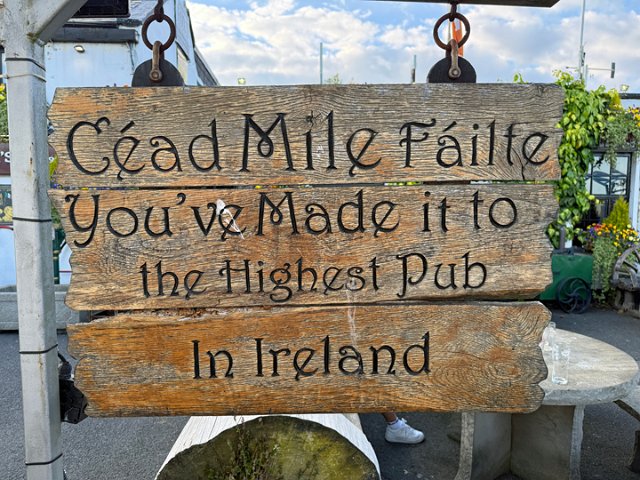 Céad Mile Fáilte
You've Made it to
the Highest Pub
In Ireland